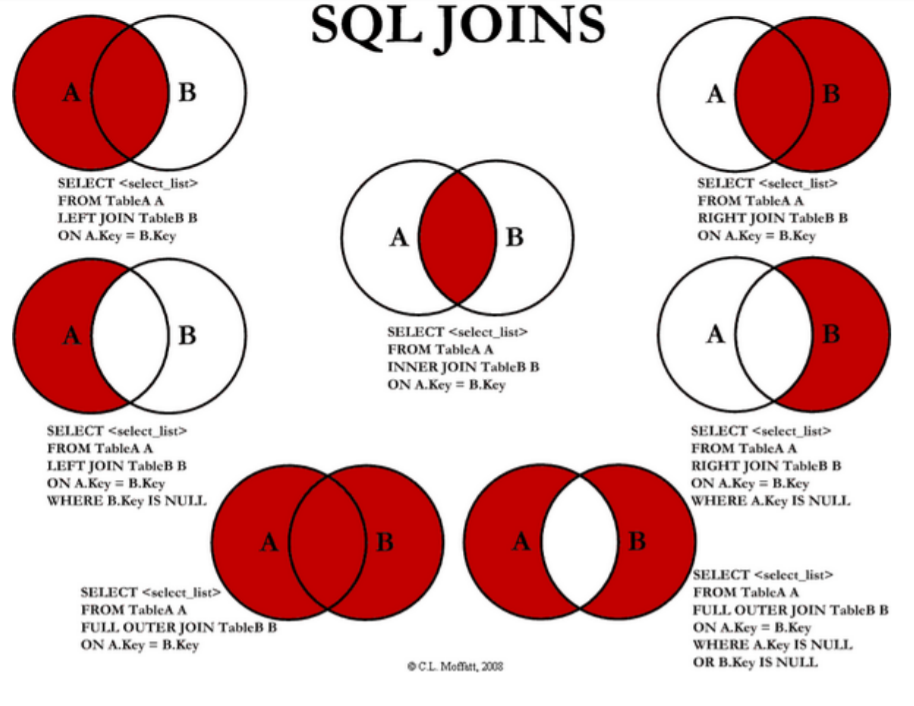 SQL JOINS
A B
SELECT <select_list>
FROM TableA A
LEFT JOIN TableB B
ON A.Key = B.Key
A B
SELECT <select_list>
FROM TableA A
RIGHT JOIN TableB B
ON A.Key = B.Key
A B
SELECT <select_list>
FROM TableA A
INNER JOIN TableB B
ON A.Key = B.Key
A B
SELECT <select_list>
FROM TableA A
LEFT JOIN TableB B
ON A.Key = B.Key
WHERE B.Key IS NULL
A B
SELECT <select_list>
FROM TableA A
RIGHT JOIN TableB B
ON A.Key = B.Key
WHERE A.Key IS NULL
A B
SELECT <select_list>
FROM TableA A
FULL OUTER JOIN TableB B
ON A.Key = B.Key
A B
SELECT <select_list>
FROM TableA A
FULL OUTER JOIN TableB B
ON A.Key = B.Key
WHERE A.Key IS NULL
OR B.Key IS NULL
© C.L. Moffatt, 2008